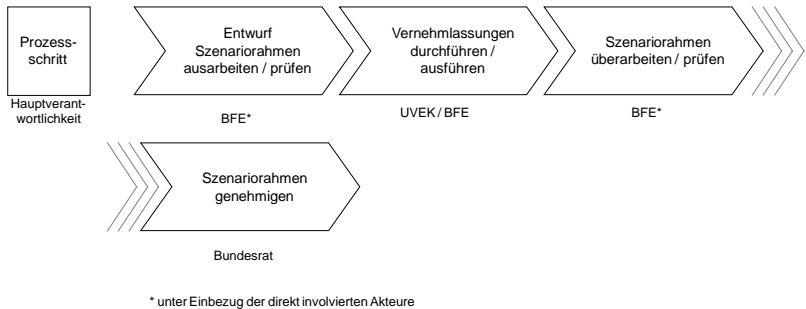 Prozess-
schritt
Hauptverant-
wortlichkeit
Entwurf
Szenariorahmen
ausarbeiten / prüfen
BFE*
Vernehmlassungen
durchführen /
ausführen
UVEK / BFE
Szenariorahmen
überarbeiten / prüfen
BFE*
Szenariorahmen
genehmigen
Bundesrat
* unter Einbezug der direkt involvierten Akteure